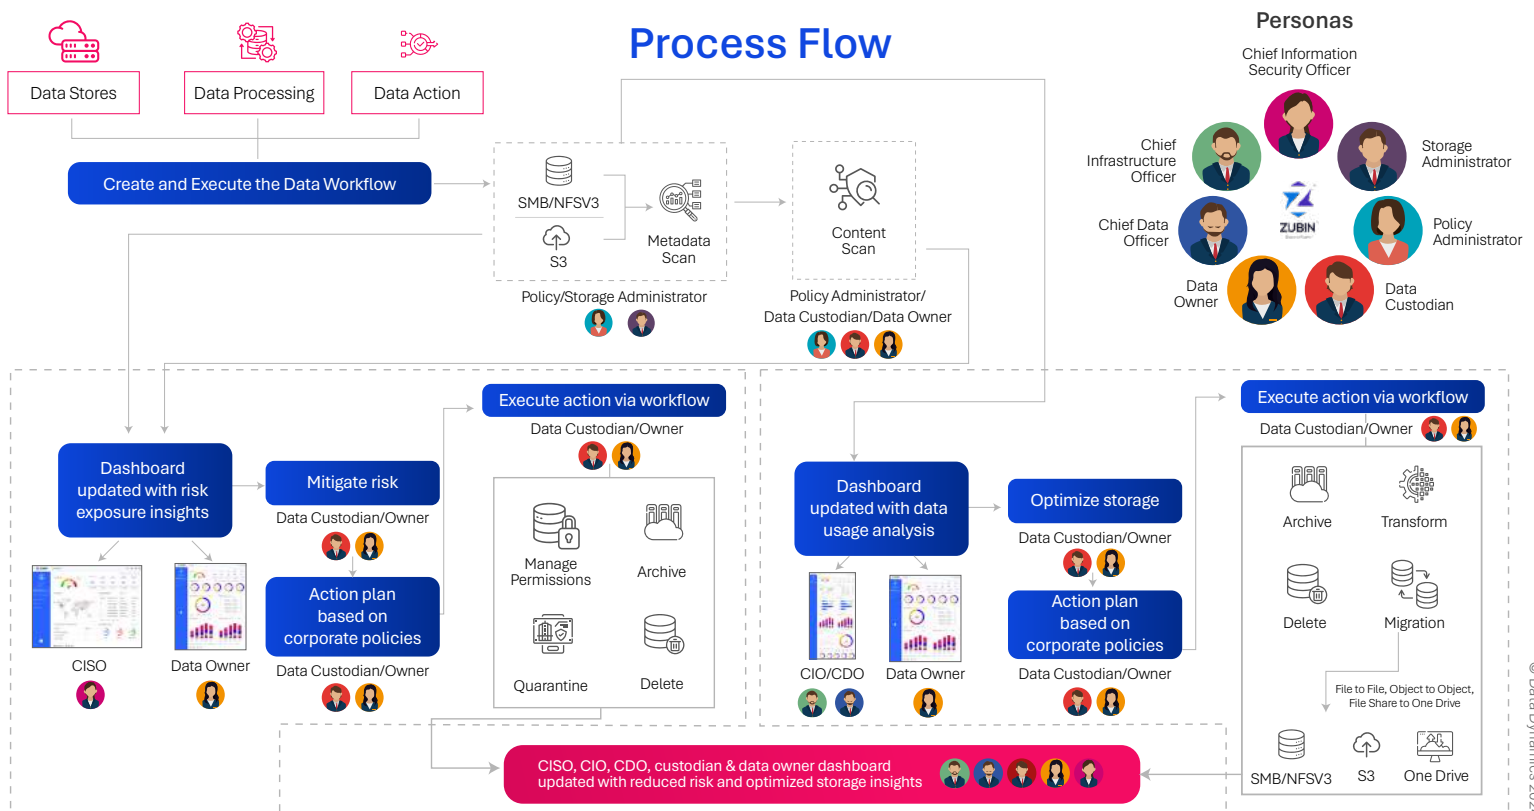 Process Flow
Personas
Data Stores
Data Processing
Data Action
Create and Execute the Data Workflow
SMB/NFSV3
S3
Metadata
Scan
Policy/Storage Administrator
Content
Scan
Policy Administrator/
Data Custodian/Data Owner
Chief Information
Security Officer
Chief
Infrastructure
Officer
Storage
Administrator
Chief Data
Officer
ZUBIN
Policy
Administrator
Data
Owner
Data
Custodian
Dashboard
updated with risk
exposure insights
CISO
Data Owner
Mitigate risk
Data Custodian/Owner
Action plan
based on
corporate policies
Data Custodian/Owner
Execute action via workflow
Data Custodian/Owner
Manage
Permissions
Archive
Quarantine
Delete
Dashboard
updated with data
usage analysis
CIO/CDO
Data Owner
Optimize storage
Data Custodian/Owner
Action plan
based on
corporate policies
Data Custodian/Owner
Execute action via workflow
Data Custodian/Owner
Archive
Transform
Delete
Migration
File to File, Object to Object,
File Share to One Drive
SMB/NFSV3
S3
One Drive
CISO, CIO, CDO, custodian & data owner dashboard
updated with reduced risk and optimized storage insights